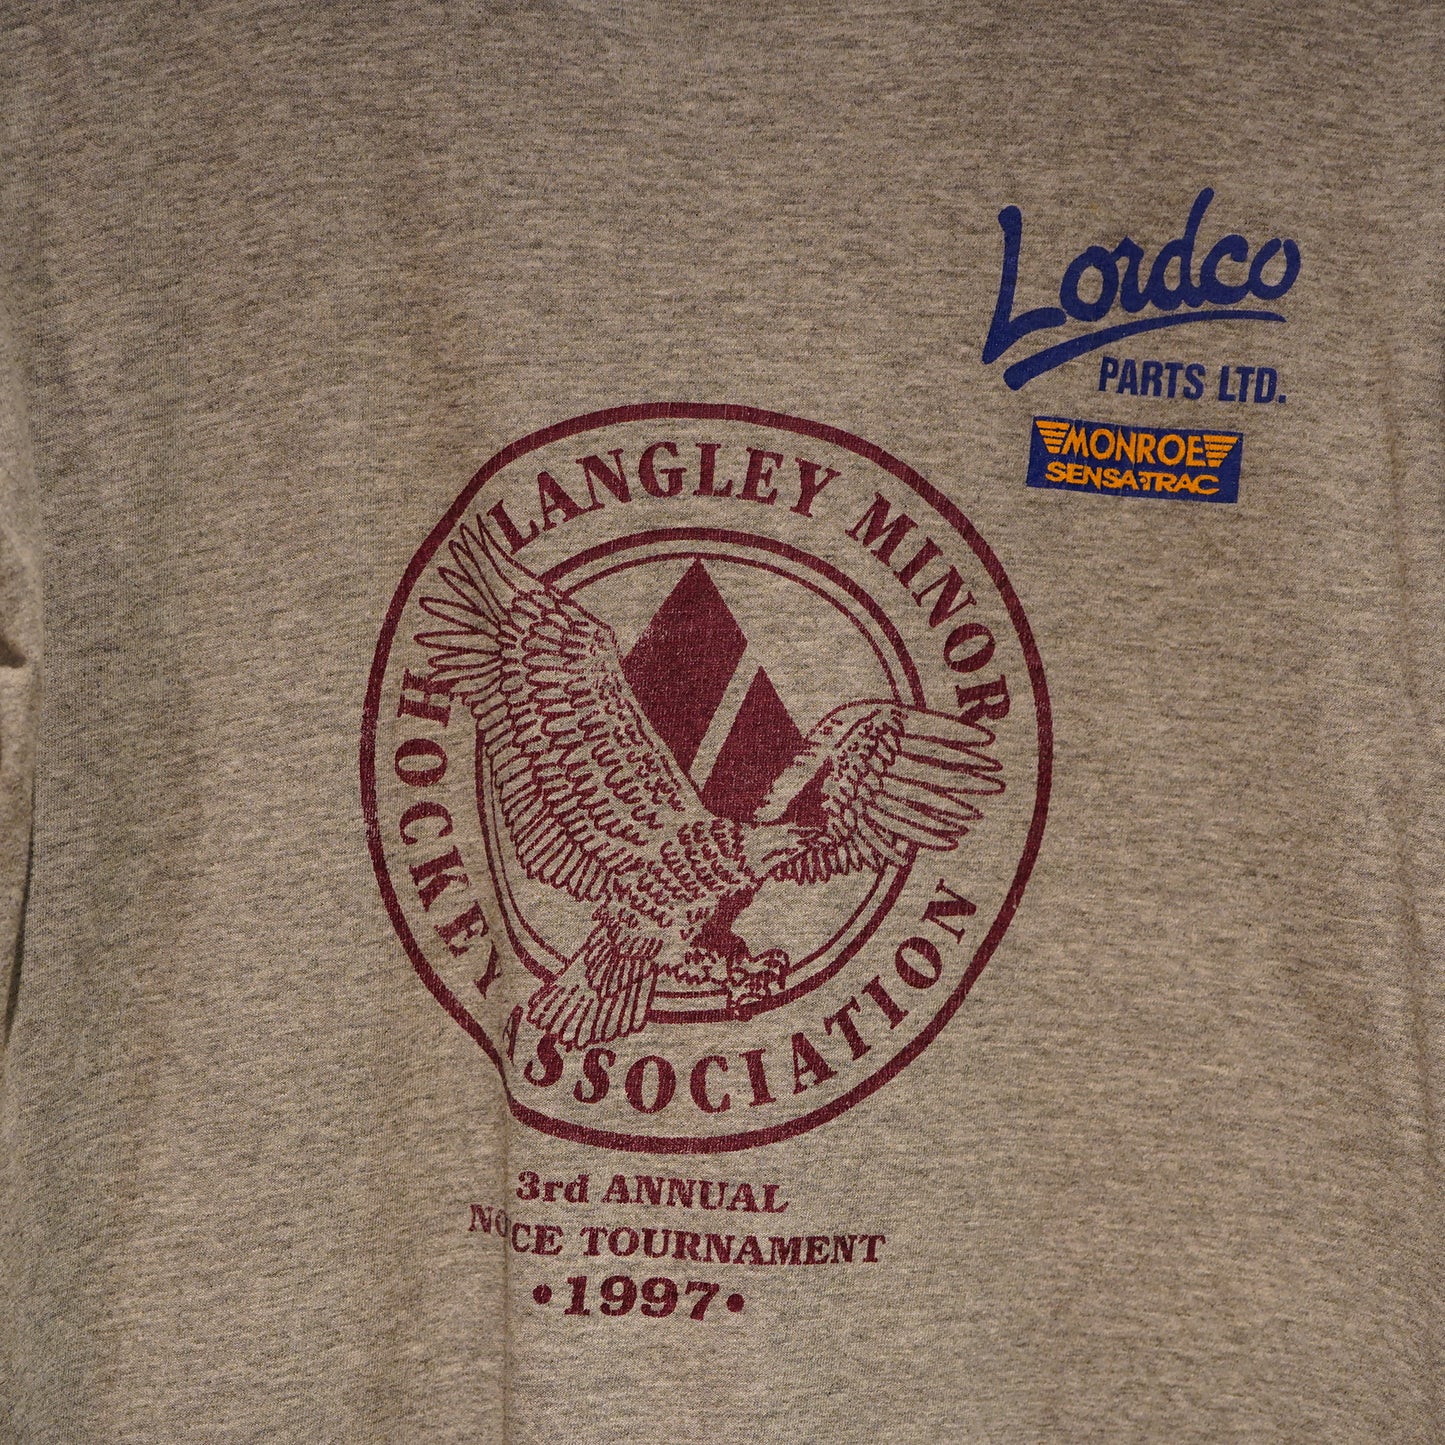 Lordco
PARTS LTD.
MONROE
SENSA-TRAC
LANGLEY MINOR
HOCKEY ASSOCIATION
3rd ANNUAL
TOURNAMENT
•1997•